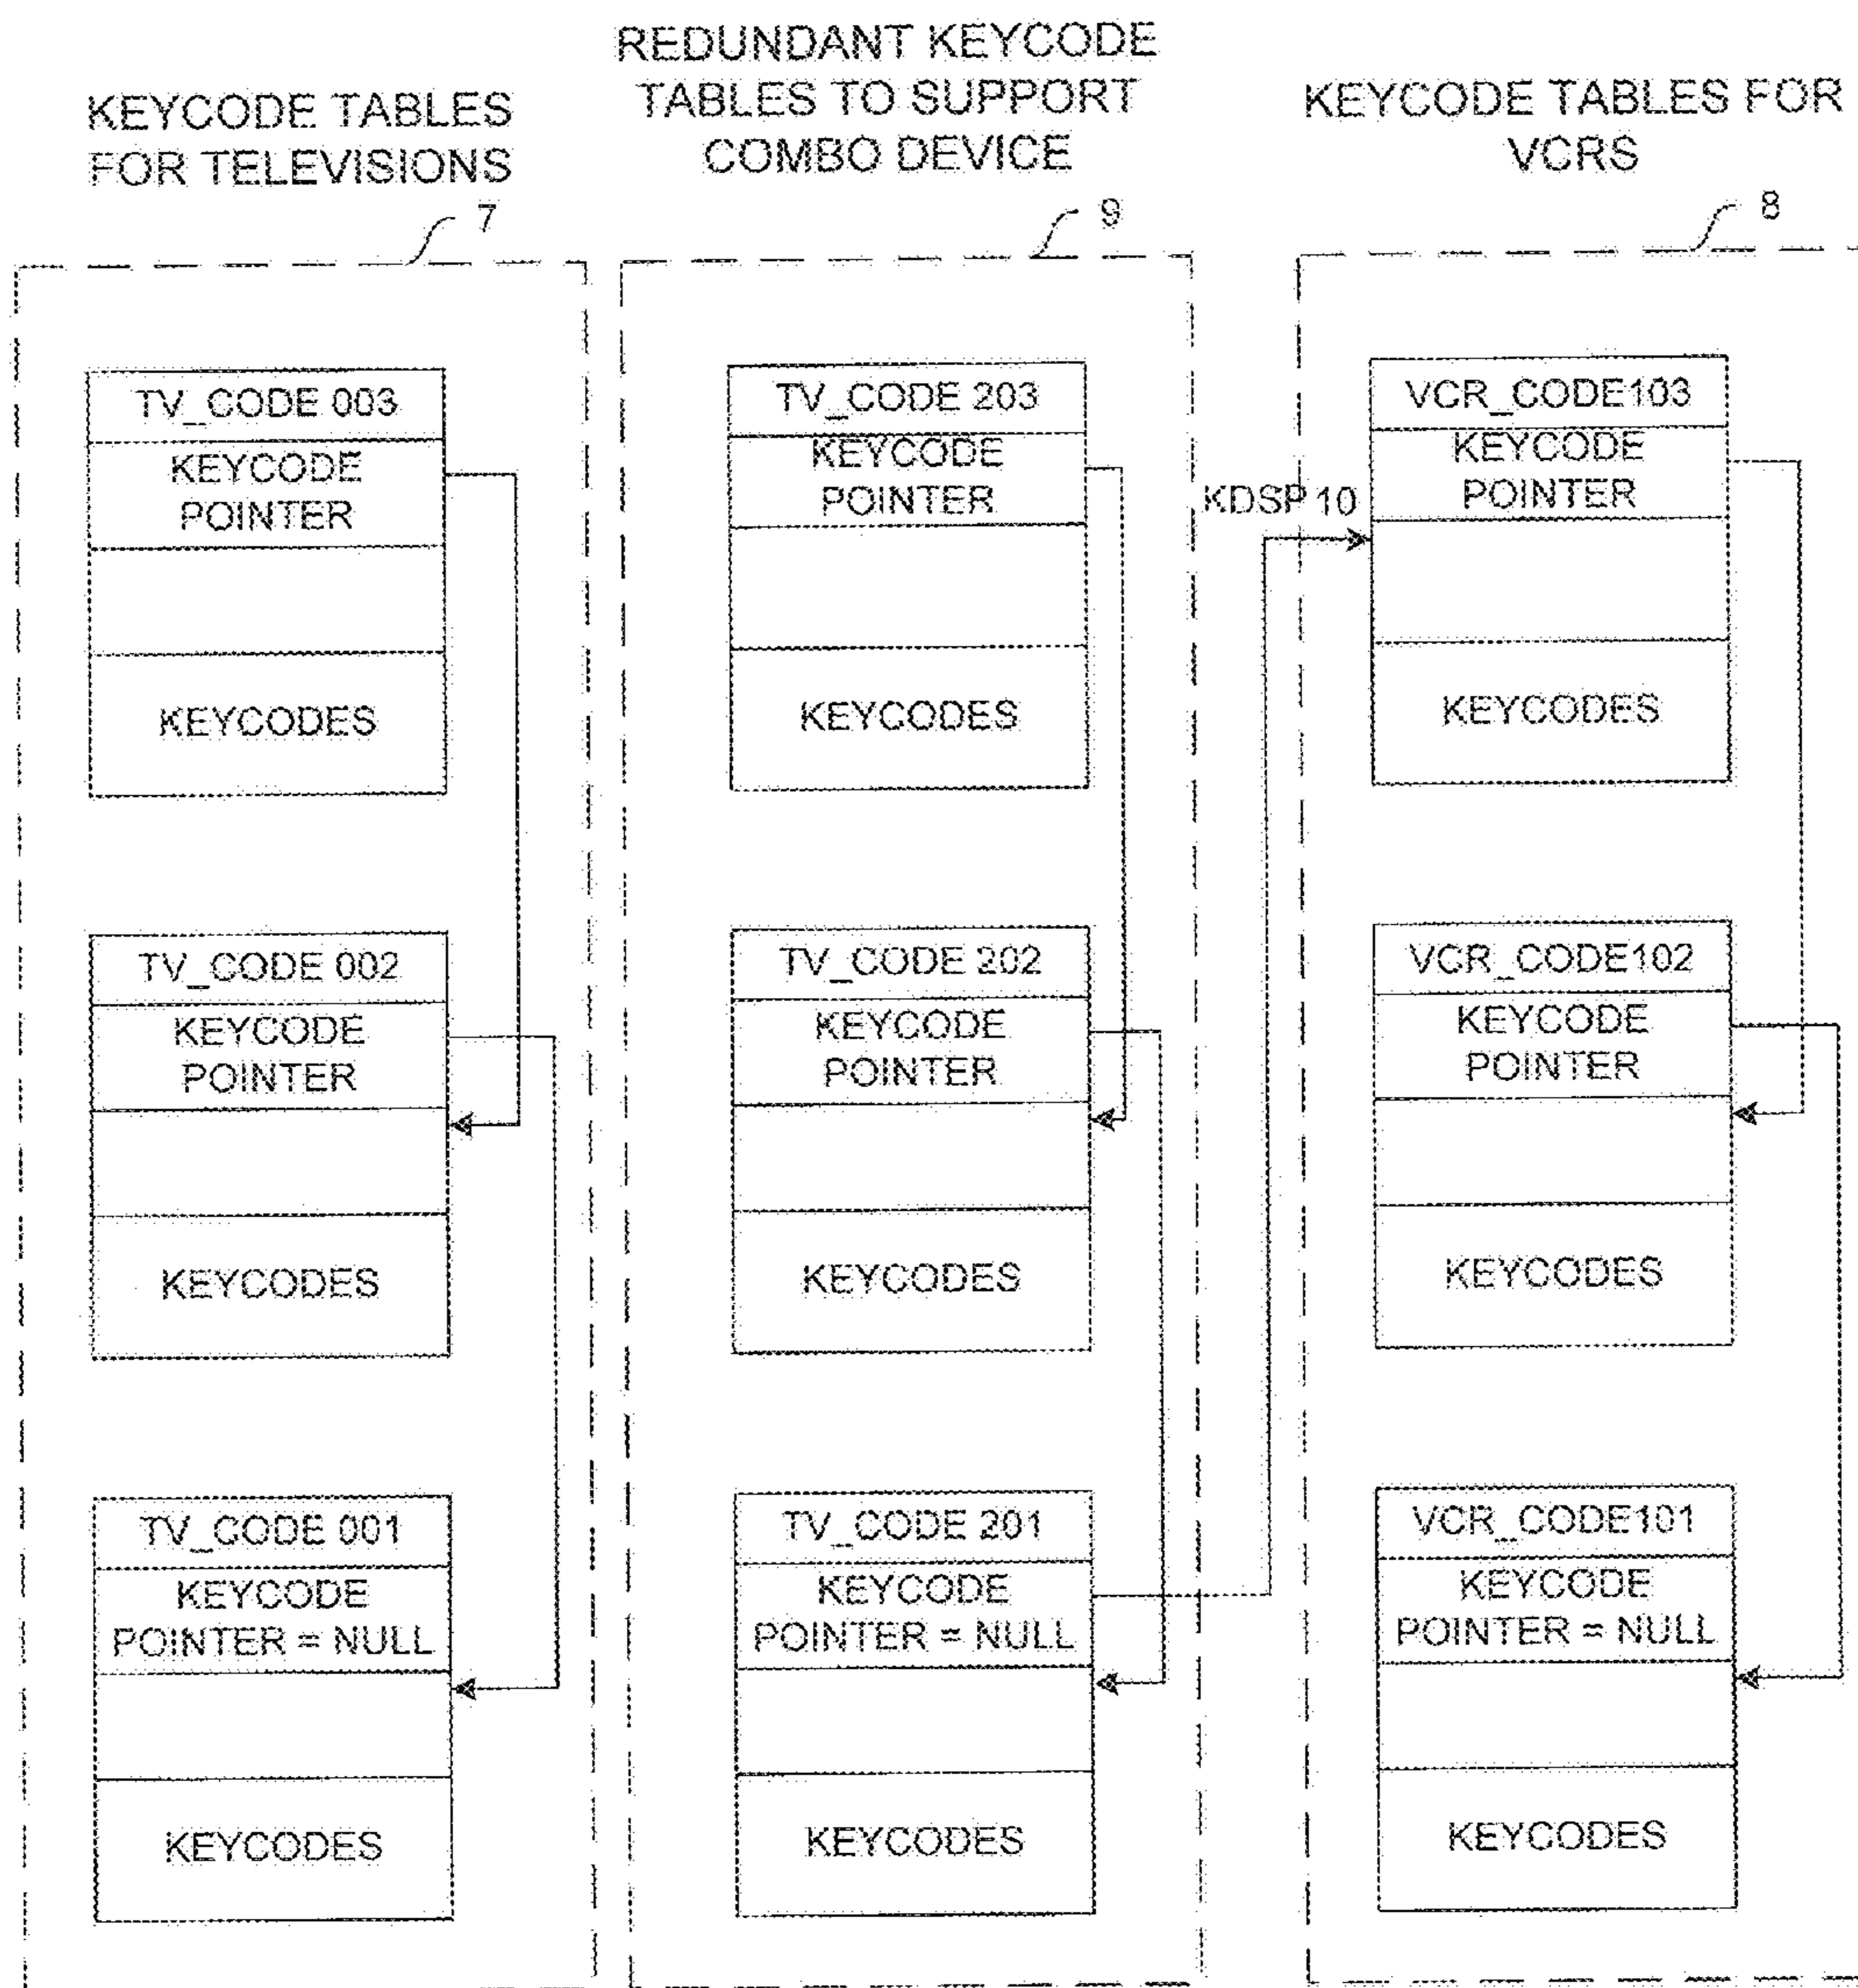 KEYCODE TABLES
FOR TELEVISIONS
7
TV_CODE 003
KEYCODE
POINTER
KEYCODES
TV_CODE 002
KEYCODE
POINTER
KEYCODES
TV_CODE 001
KEYCODE
POINTER = NULL
KEYCODES
REDUNDANT KEYCODE
TABLES TO SUPPORT
COMBO DEVICE
9
TV_CODE 203
KEYCODE
POINTER
KEYCODES
TV_CODE 202
KEYCODE
POINTER
KEYCODES
TV_CODE 201
KEYCODE
POINTER = NULL
KEYCODES
KDSP 10
KEYCODE TABLES FOR
VCRS
8
VCR_CODE103
KEYCODE
POINTER
KEYCODES
VCR_CODE102
KEYCODE
POINTER
KEYCODES
VCR_CODE101
KEYCODE
POINTER = NULL
KEYCODES